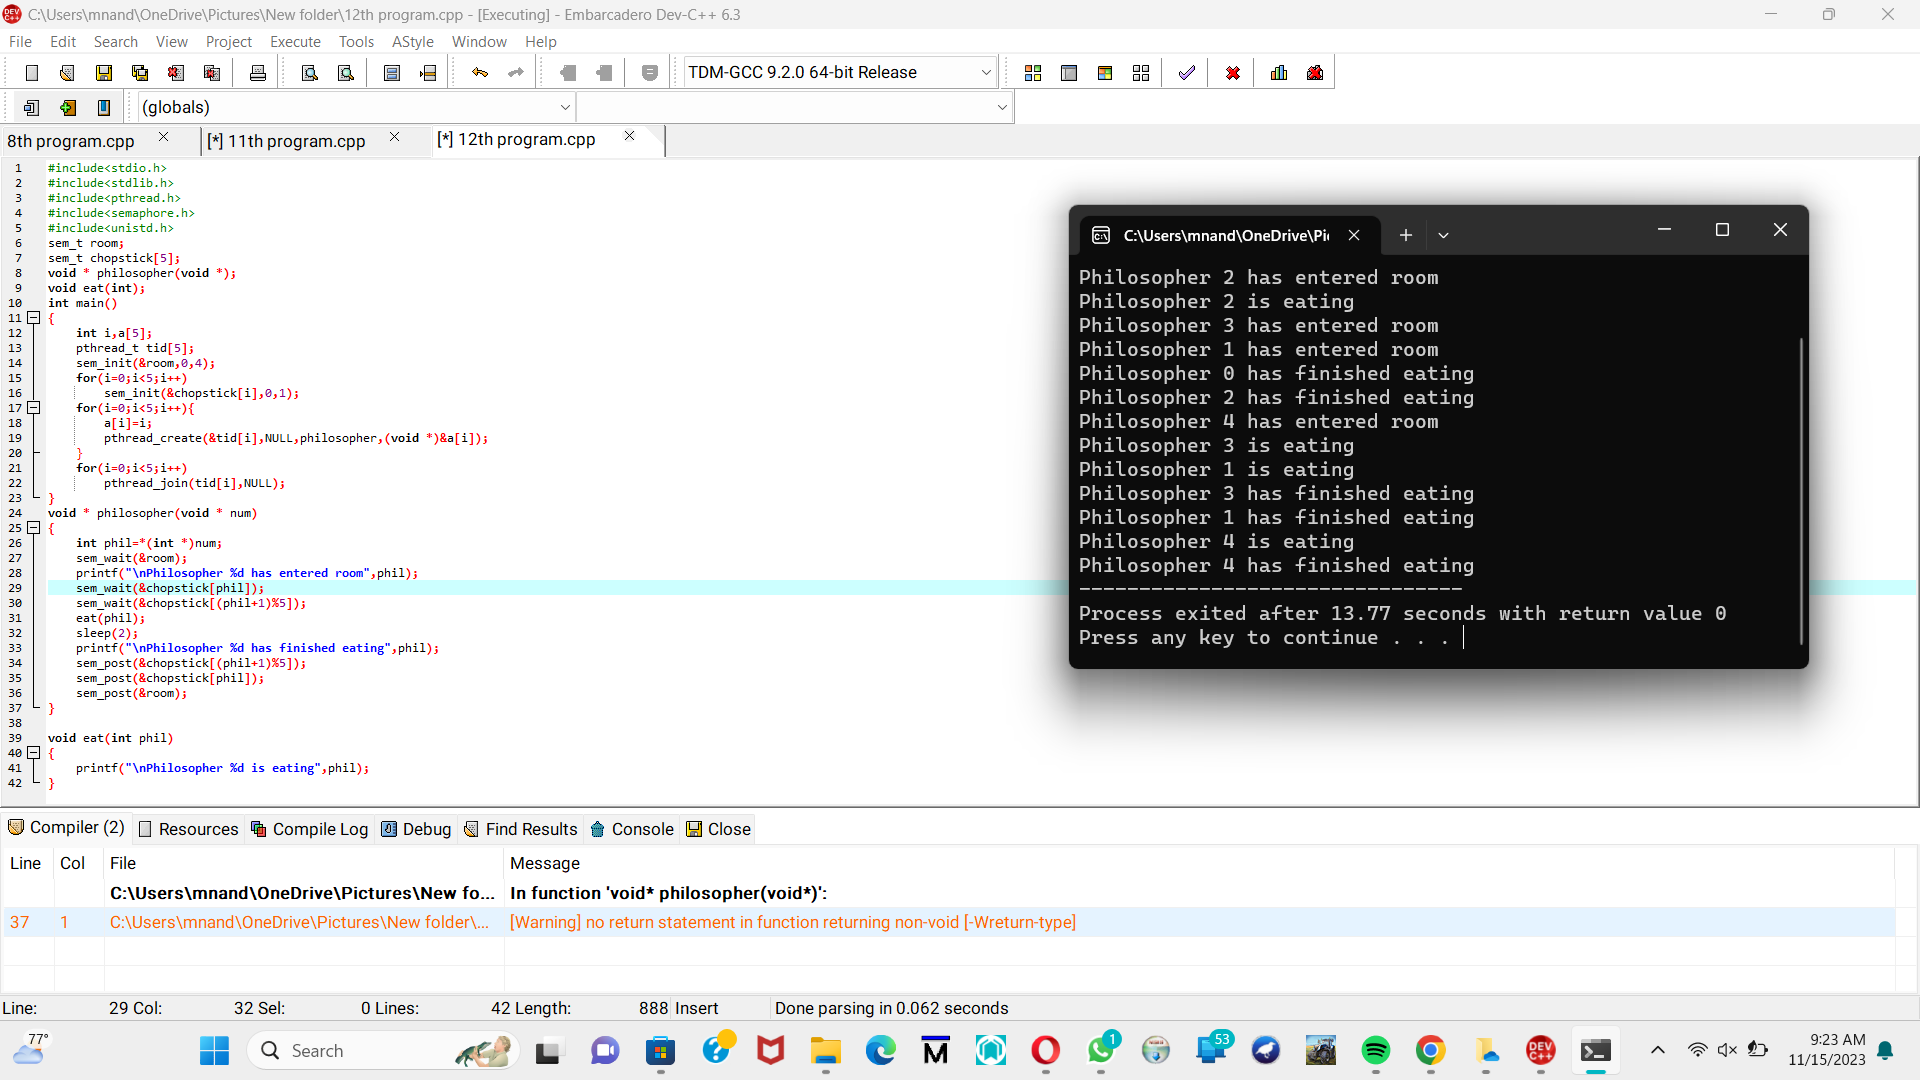 C:\Users\mnand\OneDrive\Pictures\New folder\12th program.cpp - [Executing] - Embarcadero Dev-C++ 6.3
File Edit Search View Project Execute Tools AStyle Window Help
TDM-GCC 9.2.0 64-bit Release
(globals)
8th program.cpp [*] 11th program.cpp [*] 12th program.cpp
1 #include<stdio.h>
2 #include<stdlib.h>
3 #include<pthread.h>
4 #include<semaphore.h>
5 #include<unistd.h>
6 sem_t room;
7 sem_t chopstick[5];
8 void * philosopher(void *);
9 void eat(int);
10 int main()
11 {
12 int i,a[5];
13 pthread_t tid[5];
14 sem_init(&room,0,4);
15 for(i=0;i<5;i++)
16 sem_init(&chopstick[i],0,1);
17 for(i=0;i<5;i++){
18 a[i]=i;
19 pthread_create(&tid[i],NULL,philosopher,(void *)&a[i]);
20 }
21 for(i=0;i<5;i++)
22 pthread_join(tid[i],NULL);
23 }
24 void * philosopher(void * num)
25 {
26 int phil=*(int *)num;
27 sem_wait(&room);
28 printf("\nPhilosopher %d has entered room",phil);
29 sem_wait(&chopstick[phil]);
30 sem_wait(&chopstick[(phil+1)%5]);
31 eat(phil);
32 sleep(2);
33 printf("\nPhilosopher %d has finished eating",phil);
34 sem_post(&chopstick[(phil+1)%5]);
35 sem_post(&chopstick[phil]);
36 sem_post(&room);
37 }
38
39 void eat(int phil)
40 {
41 printf("\nPhilosopher %d is eating",phil);
42 }
C:\Users\mnand\OneDrive\Pi
Philosopher 2 has entered room
Philosopher 2 is eating
Philosopher 3 has entered room
Philosopher 1 has entered room
Philosopher 0 has finished eating
Philosopher 2 has finished eating
Philosopher 4 has entered room
Philosopher 3 is eating
Philosopher 1 is eating
Philosopher 3 has finished eating
Philosopher 1 has finished eating
Philosopher 4 is eating
Philosopher 4 has finished eating
--------------------------------
Process exited after 13.77 seconds with return value 0
Press any key to continue . . .
Compiler (2) Resources Compile Log Debug Find Results Console Close
Line Col File Message
C:\Users\mnand\OneDrive\Pictures\New fo... In function 'void* philosopher(void*)':
37 1 C:\Users\mnand\OneDrive\Pictures\New folder\... [Warning] no return statement in function returning non-void [-Wreturn-type]
Line: 29 Col: 32 Sel: 0 Lines: 42 Length: 888 Insert Done parsing in 0.062 seconds
77°
Search
1
53
DEV C++
9:23 AM
11/15/2023